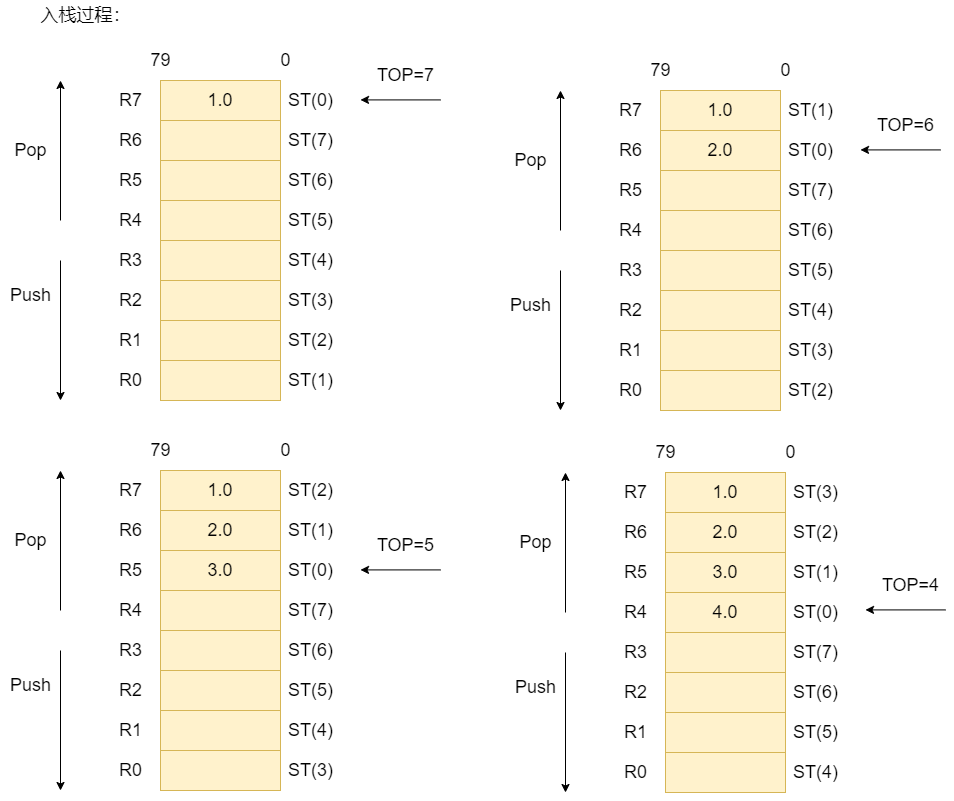 入栈过程：
79 0
TOP=7
R7 1.0 ST(0)
R6 ST(7)
Pop
R5 ST(6)
R4 ST(5)
R3 ST(4)
Push
R2 ST(3)
R1 ST(2)
R0 ST(1)
79 0
R7 1.0 ST(1)
TOP=6
R6 2.0 ST(0)
Pop
R5 ST(7)
R4 ST(6)
R3 ST(5)
Push
R2 ST(4)
R1 ST(3)
R0 ST(2)
79 0
R7 1.0 ST(2)
R6 2.0 ST(1)
Pop
TOP=5
R5 3.0 ST(0)
R4 ST(7)
R3 ST(6)
Push
R2 ST(5)
R1 ST(4)
R0 ST(3)
79 0
R7 1.0 ST(3)
R6 2.0 ST(2)
Pop
R5 3.0 ST(1)
TOP=4
R4 4.0 ST(0)
R3 ST(7)
Push
R2 ST(6)
R1 ST(5)
R0 ST(4)